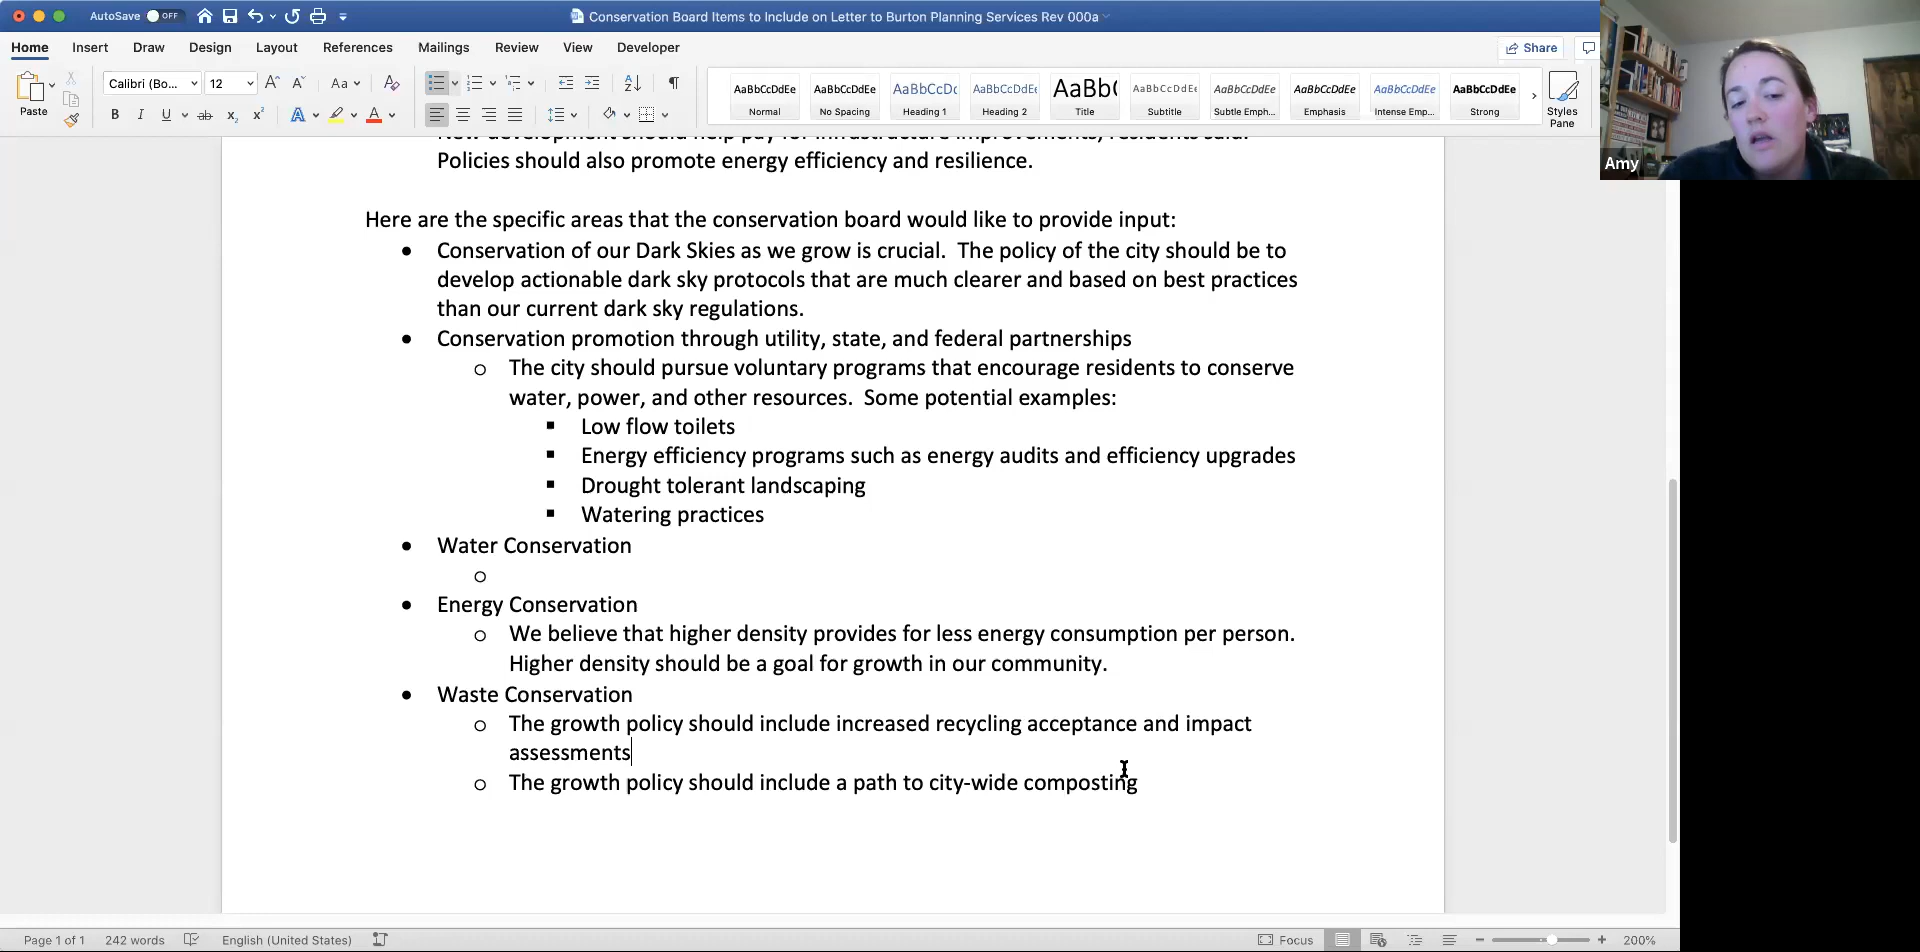 AutoSave OFF
Conservation Board Items to Include on Letter to Burton Planning Services Rev 000a
Home Insert Draw Design Layout References Mailings Review View Developer
Share
Paste
Calibri (Bo... 12
AaBbCcDdEe AaBbCcDdEe AaBbCcDc AaBbCcDdEe AaBb( AaBbCcDdEe AaBbCcDdEe AaBbCcDdEe AaBbCcDdEe AaBbCcDdEe
Normal No Spacing Heading 1 Heading 2 Title Subtitle Subtle Emph... Emphasis Intense Emp... Strong
Styles
Pane
Amy
New development should help pay for infrastructure improvements, residents said.
Policies should also promote energy efficiency and resilience.
Here are the specific areas that the conservation board would like to provide input:
• Conservation of our Dark Skies as we grow is crucial. The policy of the city should be to
develop actionable dark sky protocols that are much clearer and based on best practices
than our current dark sky regulations.
• Conservation promotion through utility, state, and federal partnerships
o The city should pursue voluntary programs that encourage residents to conserve
water, power, and other resources. Some potential examples:
▪ Low flow toilets
▪ Energy efficiency programs such as energy audits and efficiency upgrades
▪ Drought tolerant landscaping
▪ Watering practices
• Water Conservation
o
• Energy Conservation
o We believe that higher density provides for less energy consumption per person.
Higher density should be a goal for growth in our community.
• Waste Conservation
o The growth policy should include increased recycling acceptance and impact
assessments
o The growth policy should include a path to city-wide composting
Page 1 of 1 242 words English (United States) Focus 200%